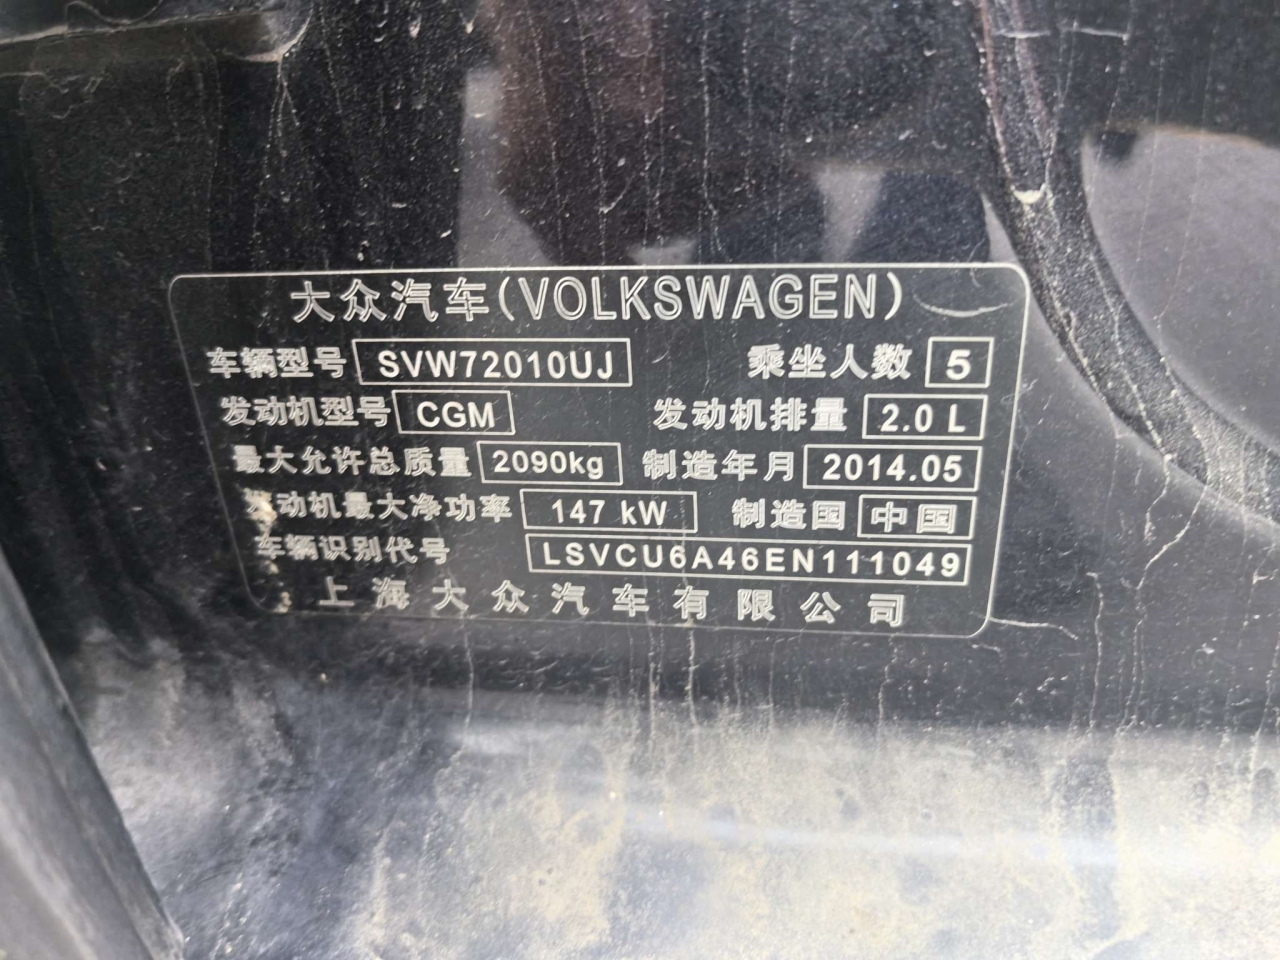 大众汽车(VOLKSWAGEN)
车辆型号 SVW72010UJ 乘坐人数 5
发动机型号 CGM 发动机排量 2.0 L
最大允许总质量 2090kg 制造年月 2014.05
发动机最大净功率 147 kW 制造国 中国
车辆识别代号 LSVCU6A46EN111049
上海大众汽车有限公司